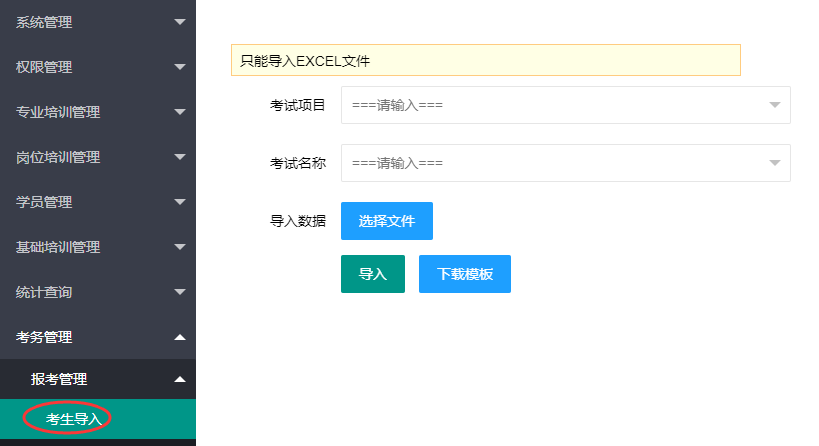 系统管理
权限管理
专业培训管理
岗位培训管理
学员管理
基础培训管理
统计查询
考务管理
报考管理
考生导入
只能导入EXCEL文件
考试项目 ===请输入===
考试名称 ===请输入===
导入数据 选择文件
导入 下载模板